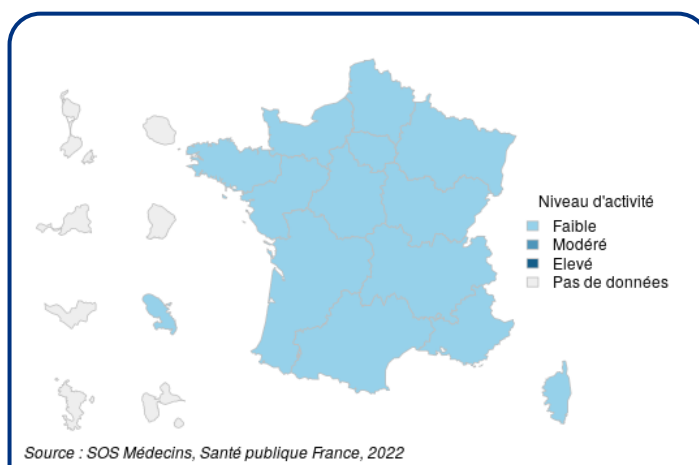 Niveau d'activité
Faible
Modéré
Elevé
Pas de données
Source : SOS Médecins, Santé publique France, 2022